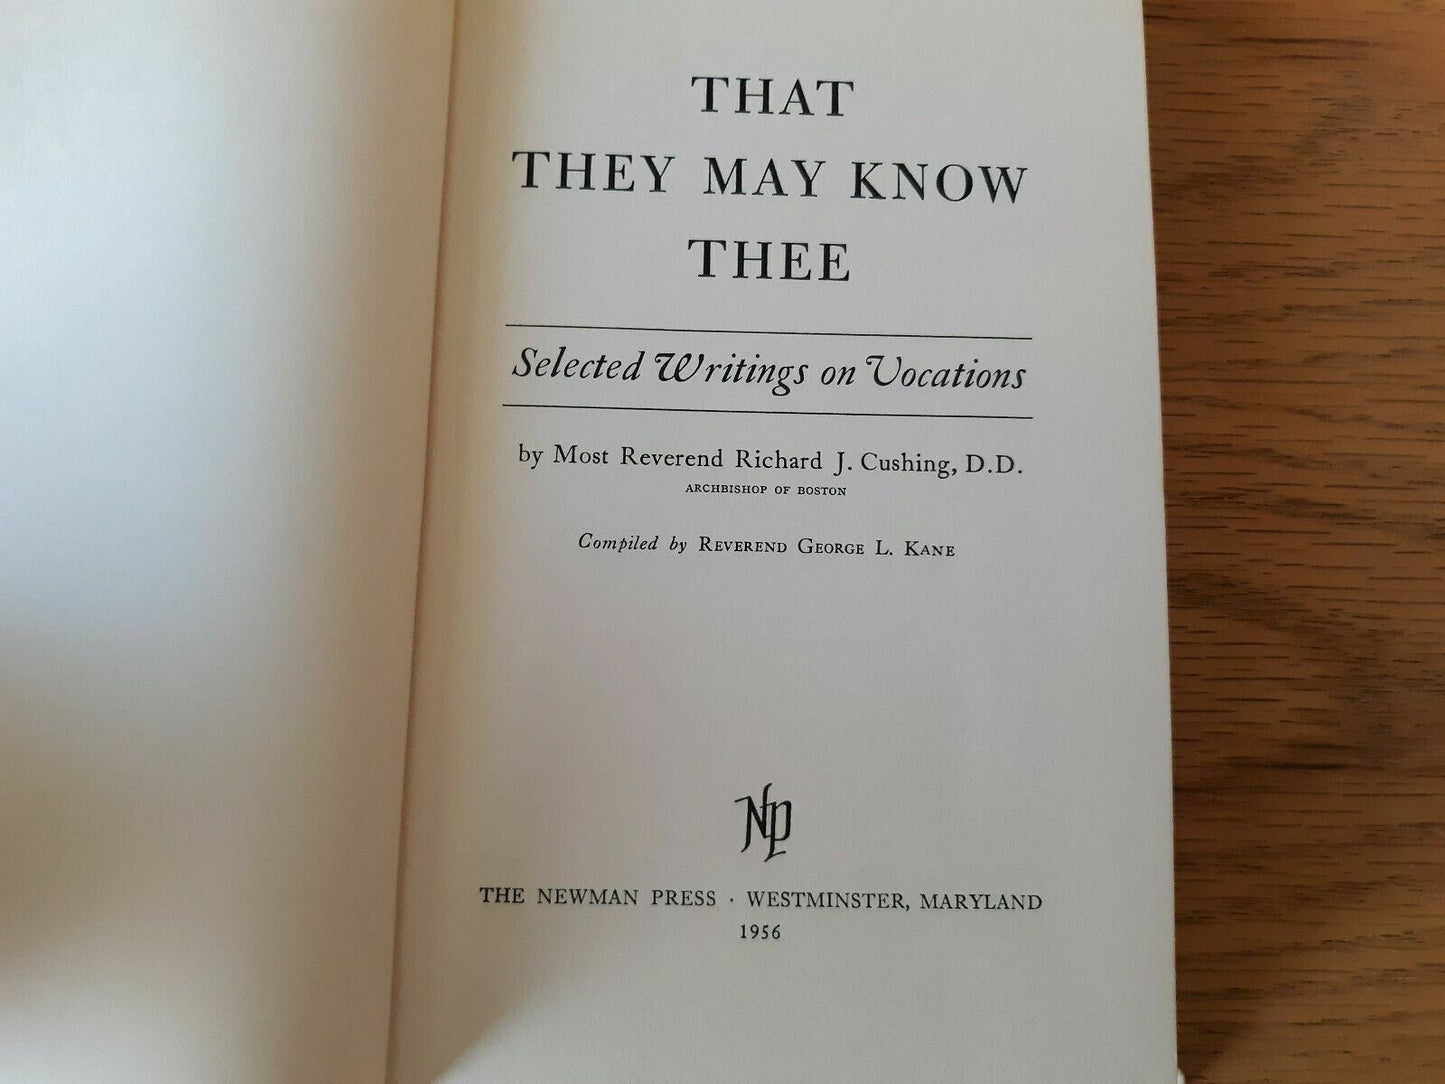 THAT
THEY MAY KNOW
THEE
Selected Writings on Vocations
by Most Reverend Richard J. Cushing, D.D.
ARCHBISHOP OF BOSTON
Compiled by REVEREND GEORGE L. KANE
NP
THE NEWMAN PRESS · WESTMINSTER, MARYLAND
1956